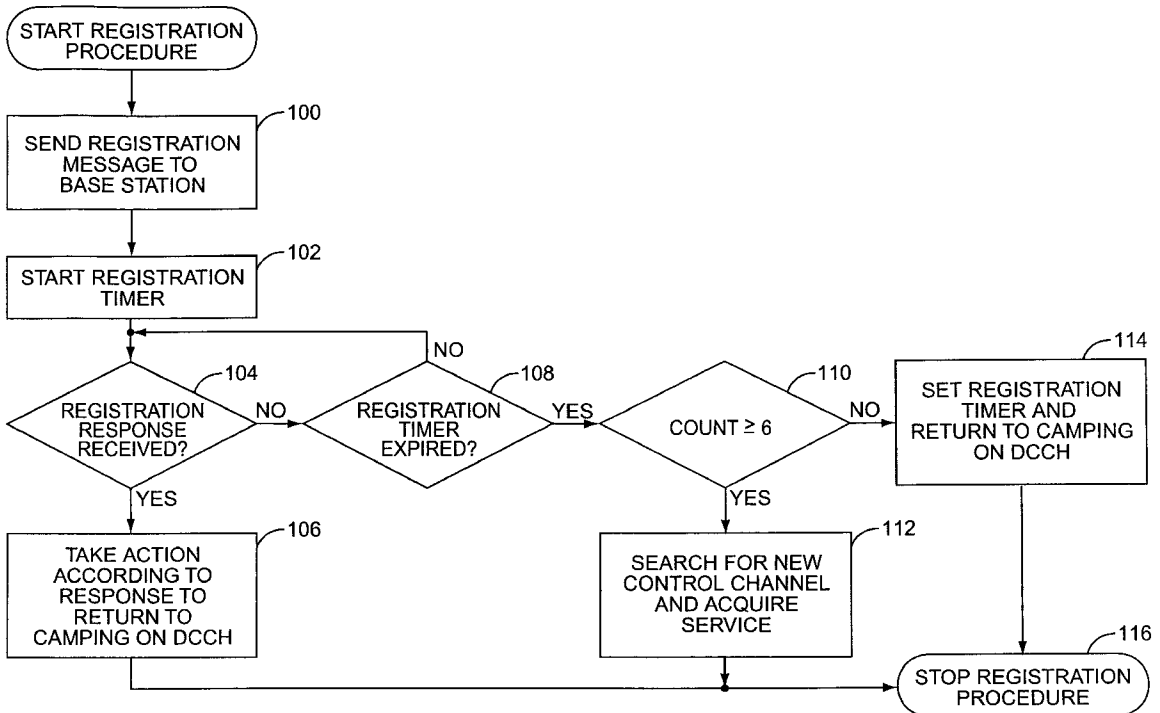 START REGISTRATION
PROCEDURE
100
SEND REGISTRATION
MESSAGE TO
BASE STATION
102
START REGISTRATION
TIMER
104
REGISTRATION
RESPONSE
RECEIVED?
NO
YES
106
TAKE ACTION
ACCORDING TO
RESPONSE TO
RETURN TO
CAMPING ON DCCH
NO
108
REGISTRATION
TIMER
EXPIRED?
YES
110
COUNT ≥ 6
NO
YES
112
SEARCH FOR NEW
CONTROL CHANNEL
AND ACQUIRE
SERVICE
114
SET REGISTRATION
TIMER AND
RETURN TO CAMPING
ON DCCH
116
STOP REGISTRATION
PROCEDURE